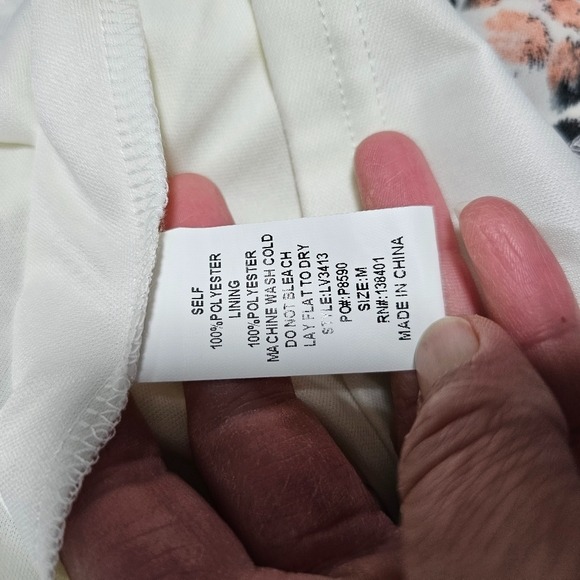 SELF
100%POLYESTER
LINING
100%POLYESTER
MACHINE WASH COLD
DO NOT BLEACH
LAY FLAT TO DRY
STYLE:LV3413
PO#:P8590
SIZE:M
RN#:138401
MADE IN CHINA